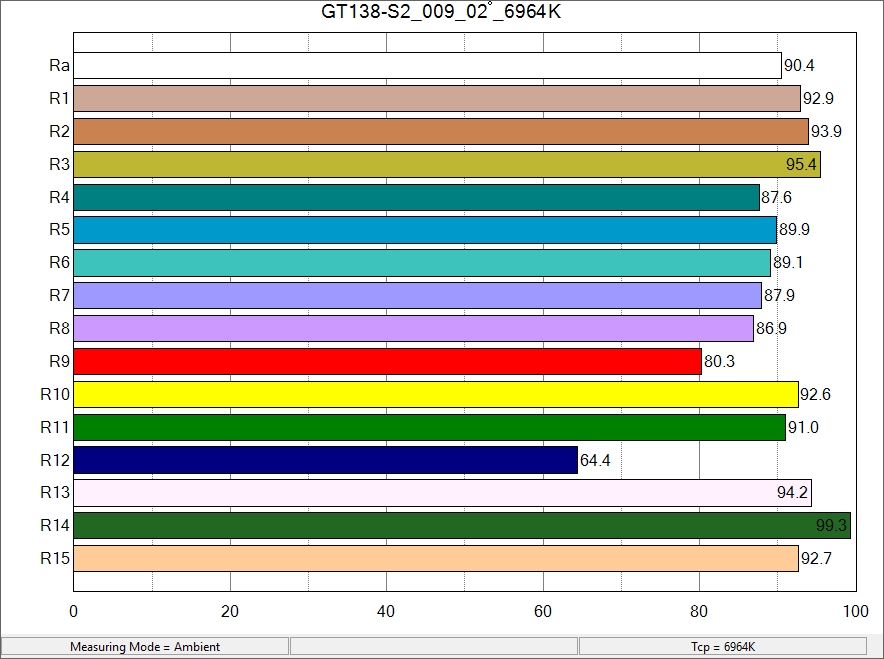 GT138-S2_009_02°_6964K
Ra 90.4
R1 92.9
R2 93.9
R3 95.4
R4 87.6
R5 89.9
R6 89.1
R7 87.9
R8 86.9
R9 80.3
R10 92.6
R11 91.0
R12 64.4
R13 94.2
R14 99.3
R15 92.7
0 20 40 60 80 100
Measuring Mode = Ambient Tcp = 6964K